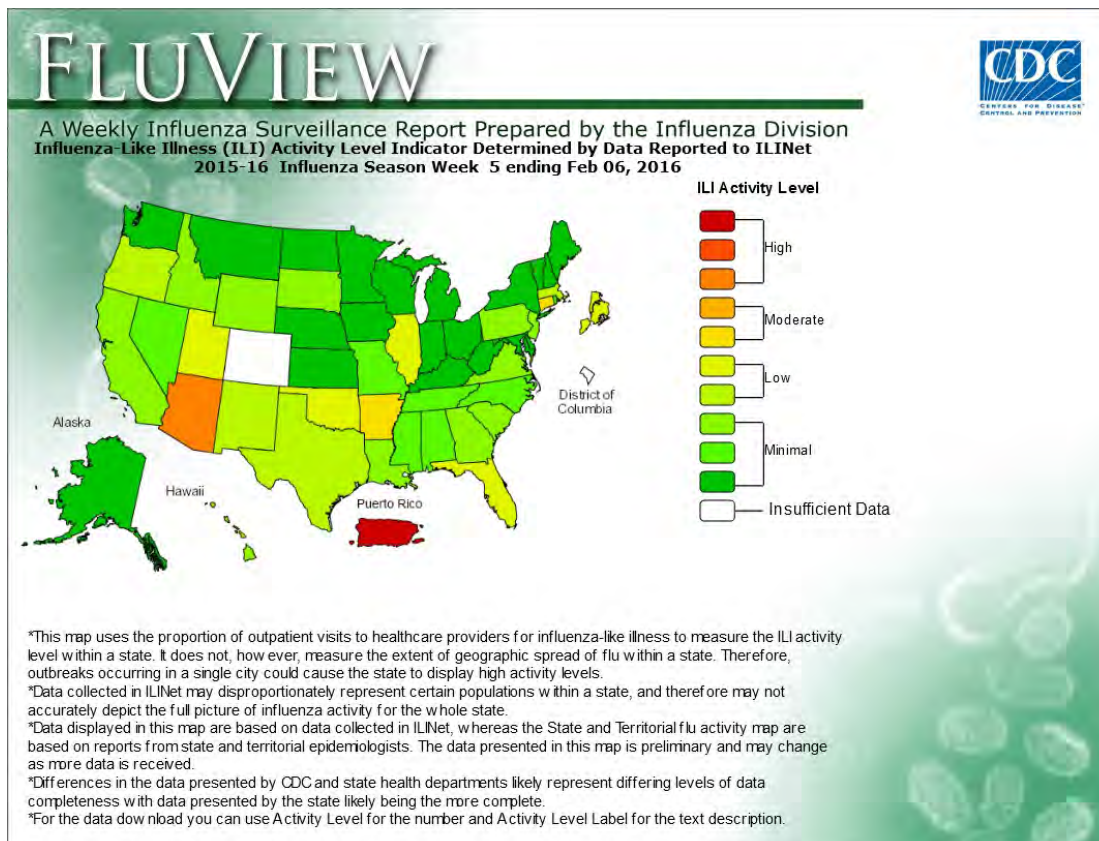 FLUVIEW
CDC
CENTERS FOR DISEASE
CONTROL AND PREVENTION
A Weekly Influenza Surveillance Report Prepared by the Influenza Division
Influenza-Like Illness (ILI) Activity Level Indicator Determined by Data Reported to ILINet
2015-16 Influenza Season Week 5 ending Feb 06, 2016
ILI Activity Level
High
Moderate
Low
Minimal
Insufficient Data
District of
Columbia
Alaska
Hawaii
Puerto Rico
*This map uses the proportion of outpatient visits to healthcare providers for influenza-like illness to measure the ILI activity
level within a state. It does not, however, measure the extent of geographic spread of flu within a state. Therefore,
outbreaks occurring in a single city could cause the state to display high activity levels.
*Data collected in ILINet may disproportionately represent certain populations within a state, and therefore may not
accurately depict the full picture of influenza activity for the whole state.
*Data displayed in this map are based on data collected in ILINet, whereas the State and Territorial flu activity map are
based on reports from state and territorial epidemiologists. The data presented in this map is preliminary and may change
as more data is received.
*Differences in the data presented by CDC and state health departments likely represent differing levels of data
completeness with data presented by the state likely being the more complete.
*For the data download you can use Activity Level for the number and Activity Level Label for the text description.